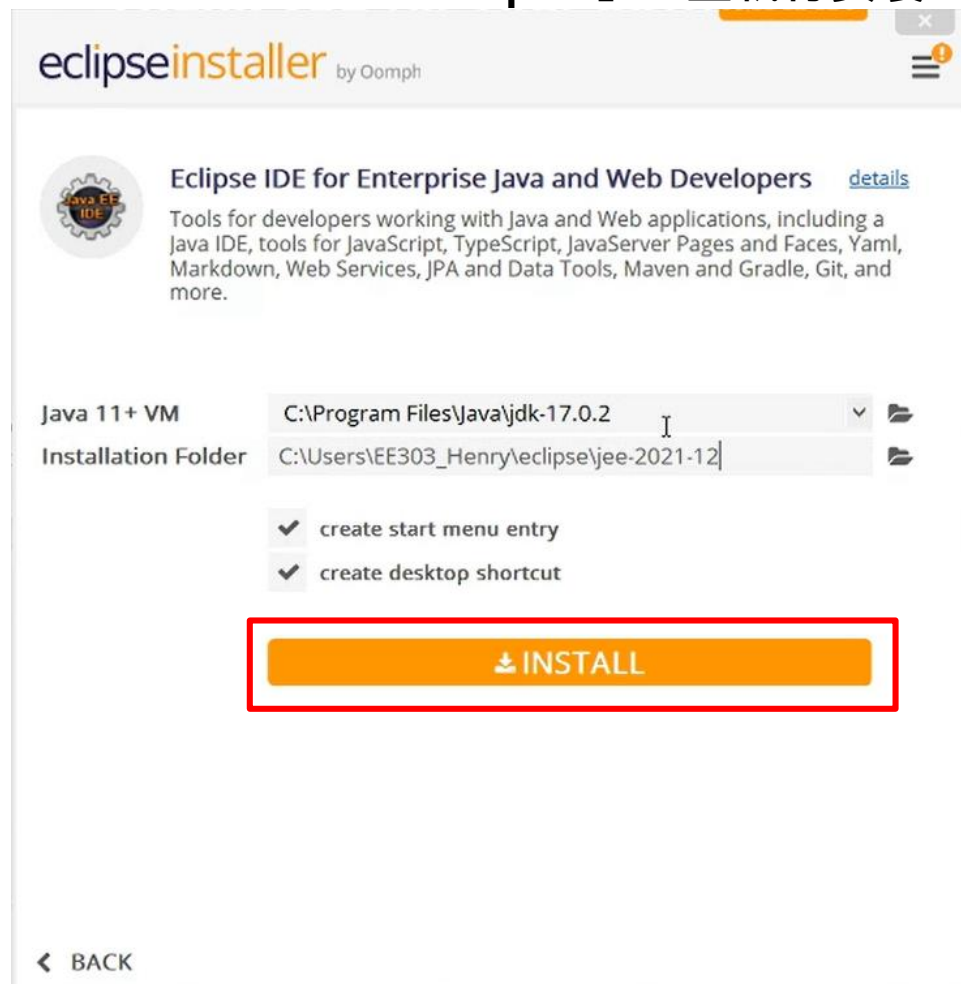 eclipseinstaller by Oomph
Eclipse IDE for Enterprise Java and Web Developers details
Tools for developers working with Java and Web applications, including a
Java IDE, tools for JavaScript, TypeScript, JavaServer Pages and Faces, Yaml,
Markdown, Web Services, JPA and Data Tools, Maven and Gradle, Git, and
more.
Java EE
IDE
Java 11+ VM C:\Program Files\Java\jdk-17.0.2
Installation Folder C:\Users\EE303_Henry\eclipse\jee-2021-12
create start menu entry
create desktop shortcut
INSTALL
BACK